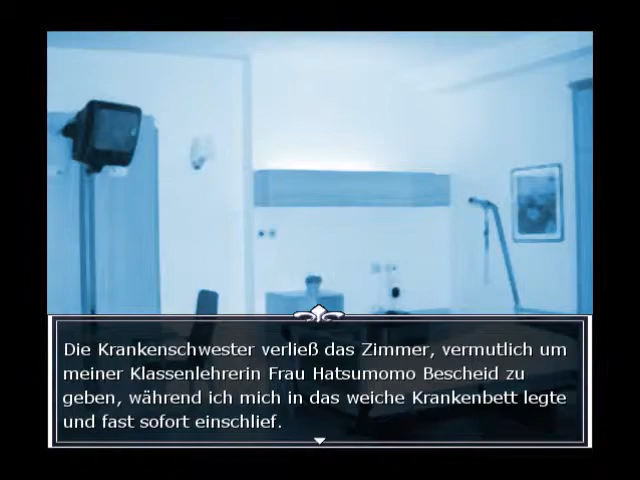 Die Krankenschwester verließ das Zimmer, vermutlich um
meiner Klassenlehrerin Frau Hatsumomo Bescheid zu
geben, während ich mich in das weiche Krankenbett legte
und fast sofort einschlief.